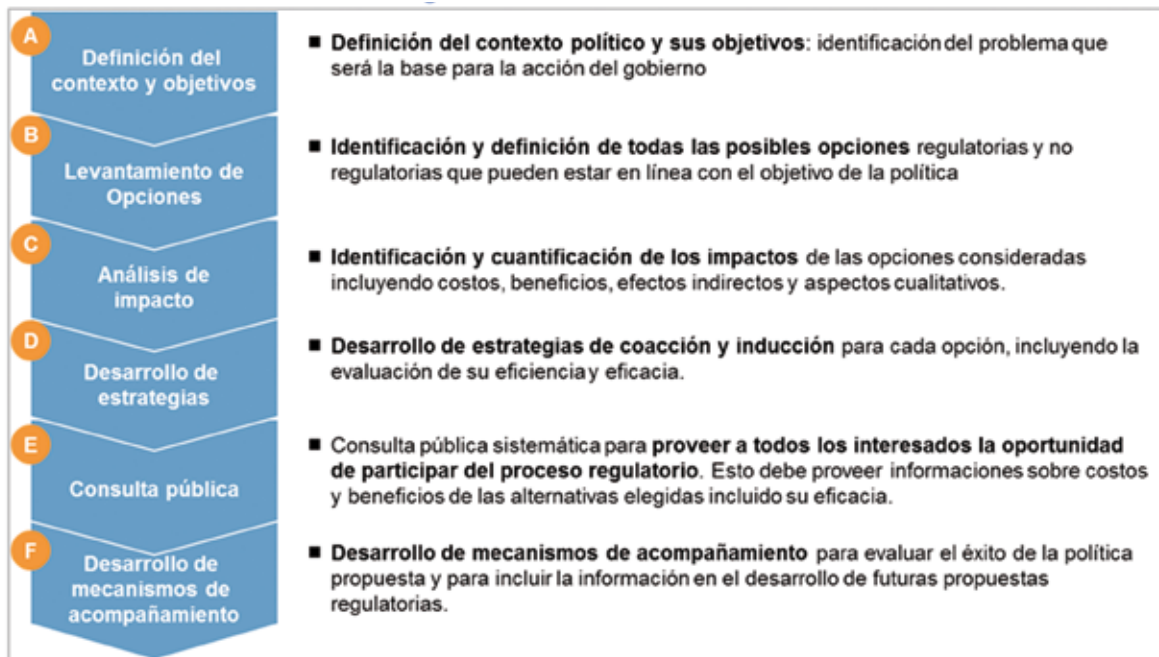 A
Definición del
contexto y objetivos
■ Definición del contexto político y sus objetivos: identificación del problema que
será la base para la acción del gobierno
B
Levantamiento de
Opciones
■ Identificación y definición de todas las posibles opciones regulatorias y no
regulatorias que pueden estar en línea con el objetivo de la política
C
Análisis de
impacto
■ Identificación y cuantificación de los impactos de las opciones consideradas
incluyendo costos, beneficios, efectos indirectos y aspectos cualitativos.
D
Desarrollo de
estrategias
■ Desarrollo de estrategias de coacción y inducción para cada opción, incluyendo la
evaluación de su eficiencia y eficacia.
E
Consulta pública
■ Consulta pública sistemática para proveer a todos los interesados la oportunidad
de participar del proceso regulatorio. Esto debe proveer informaciones sobre costos
y beneficios de las alternativas elegidas incluido su eficacia.
F
Desarrollo de
mecanismos de
acompañamiento
■ Desarrollo de mecanismos de acompañamiento para evaluar el éxito de la política
propuesta y para incluir la información en el desarrollo de futuras propuestas
regulatorias.